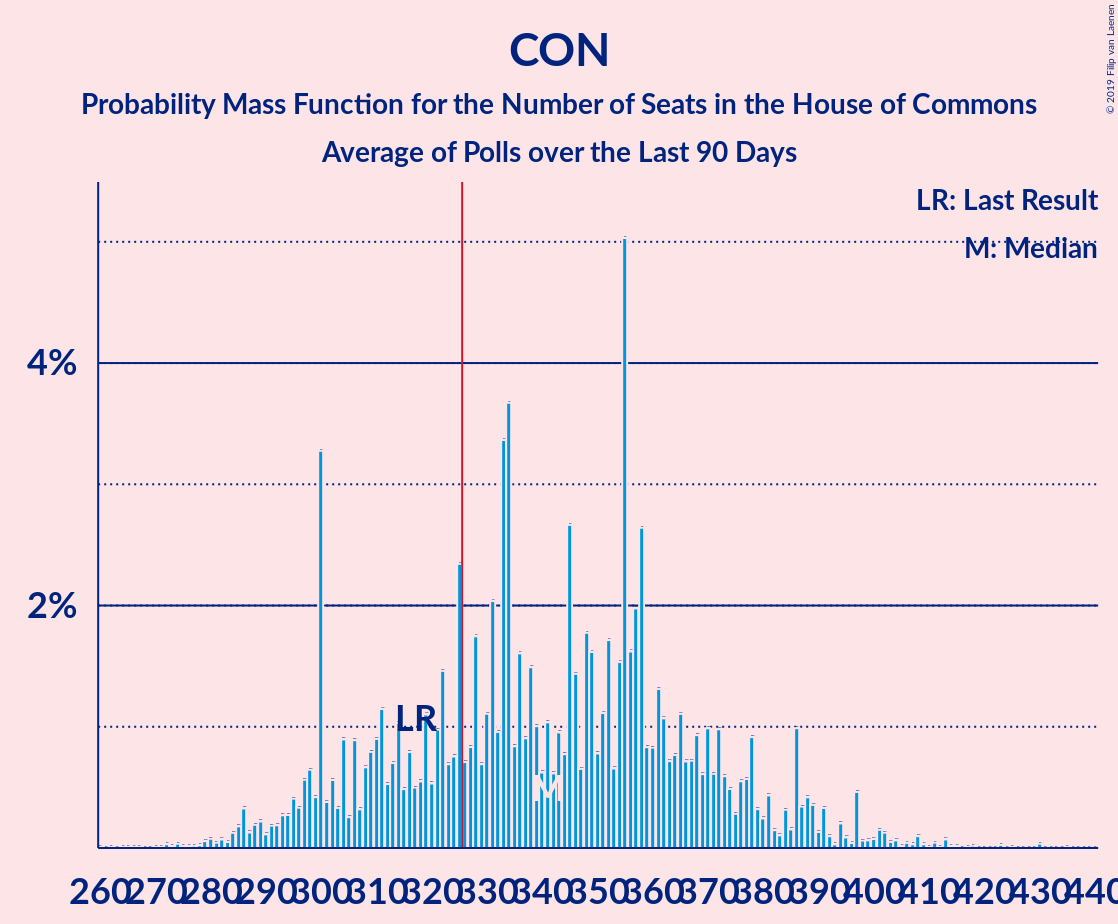 CON
Probability Mass Function for the Number of Seats in the House of Commons
Average of Polls over the Last 90 Days
© 2019 Filip van Laenen
LR: Last Result
M: Median
4%
2%
LR
M
260 270 280 290 300 310 320 330 340 350 360 370 380 390 400 410 420 430 440